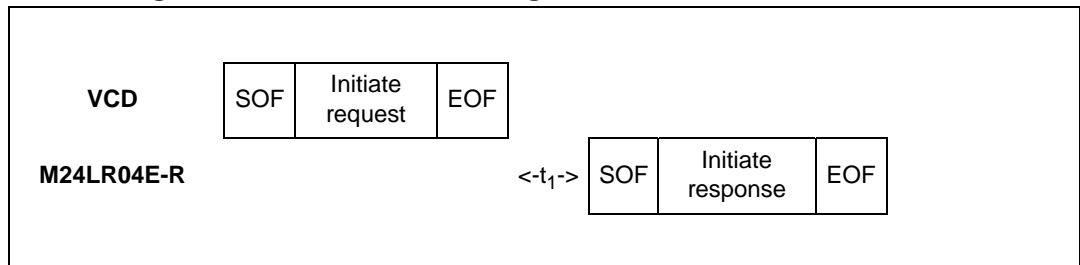 VCD SOF Initiate request EOF
M24LR04E-R <-t₁-> SOF Initiate response EOF